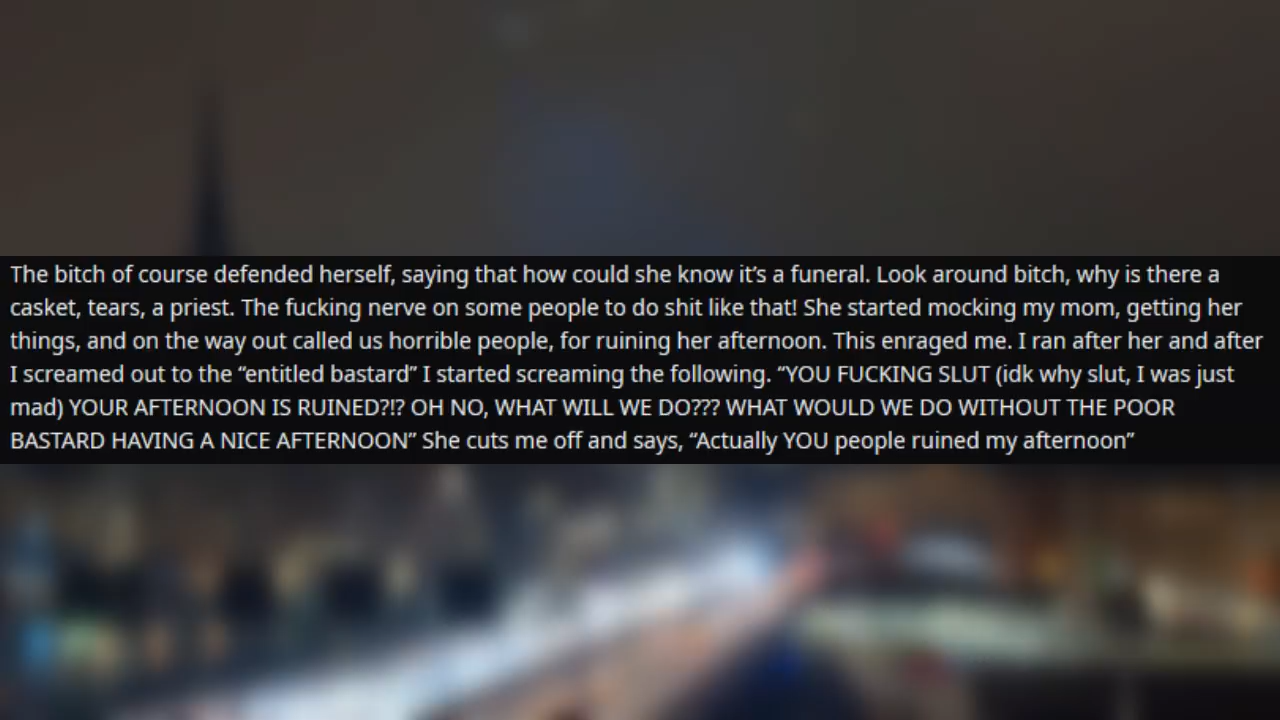 The bitch of course defended herself, saying that how could she know it’s a funeral. Look around bitch, why is there a
casket, tears, a priest. The fucking nerve on some people to do shit like that! She started mocking my mom, getting her
things, and on the way out called us horrible people, for ruining her afternoon. This enraged me. I ran after her and after
I screamed out to the “entitled bastard” I started screaming the following. “YOU FUCKING SLUT (idk why slut, I was just
mad) YOUR AFTERNOON IS RUINED?!? OH NO, WHAT WILL WE DO??? WHAT WOULD WE DO WITHOUT THE POOR
BASTARD HAVING A NICE AFTERNOON” She cuts me off and says, “Actually YOU people ruined my afternoon”